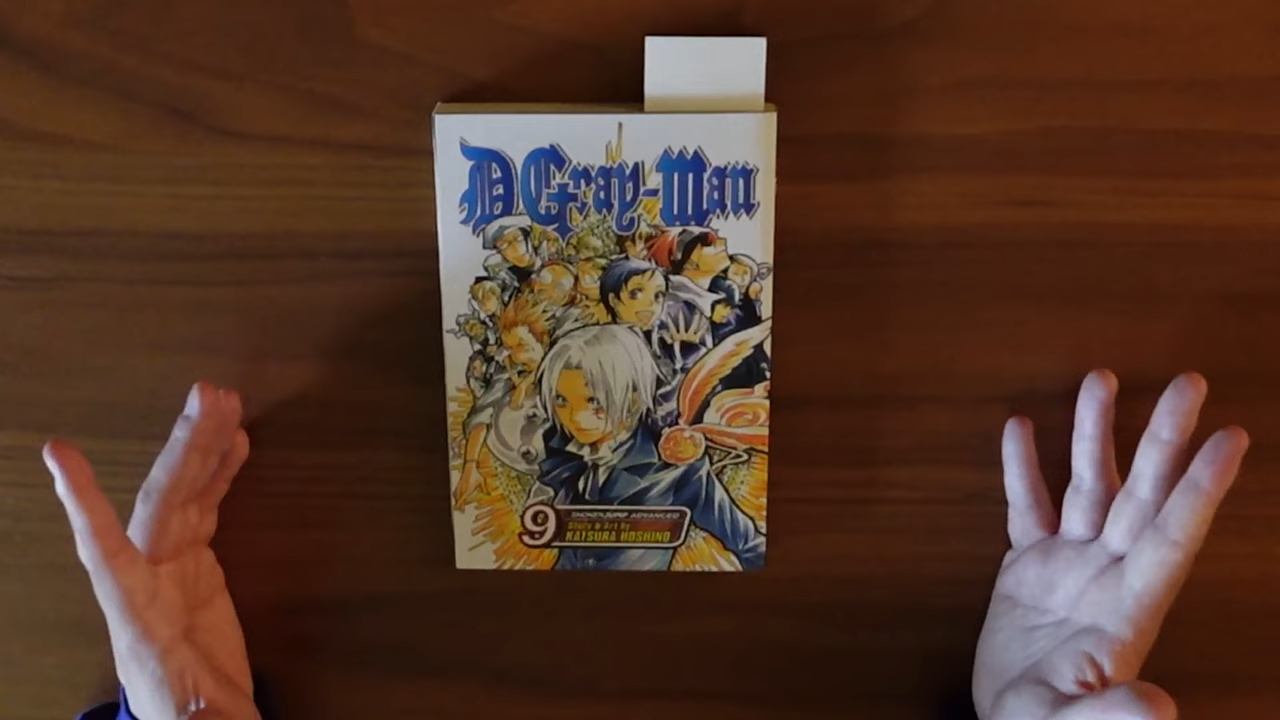 D.Gray-Man
9
SHONEN JUMP ADVANCED
Story & Art by
KATSURA HOSHINO